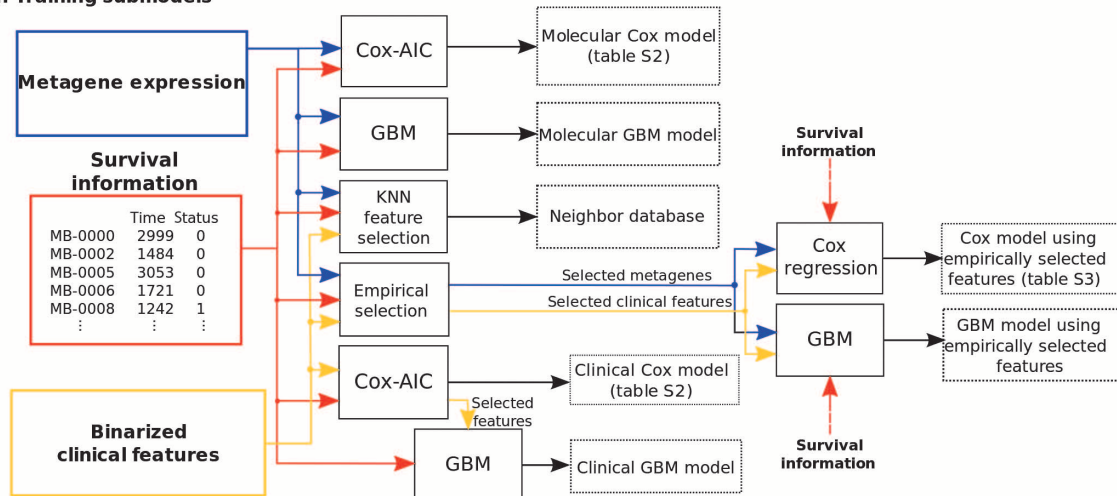 Training submodels
Metagene expression
Survival
information
Time Status
MB-0000 2999 0
MB-0002 1484 0
MB-0005 3053 0
MB-0006 1721 0
MB-0008 1242 1
⋮ ⋮ ⋮
Binarized
clinical features
Cox-AIC
GBM
KNN
feature
selection
Empirical
selection
Cox-AIC
Selected
features
GBM
Molecular Cox model
(table S2)
Molecular GBM model
Neighbor database
Selected metagenes
Selected clinical features
Clinical Cox model
(table S2)
Clinical GBM model
Survival
information
Cox
regression
GBM
Survival
information
Cox model using
empirically selected
features (table S3)
GBM model using
empirically selected
features